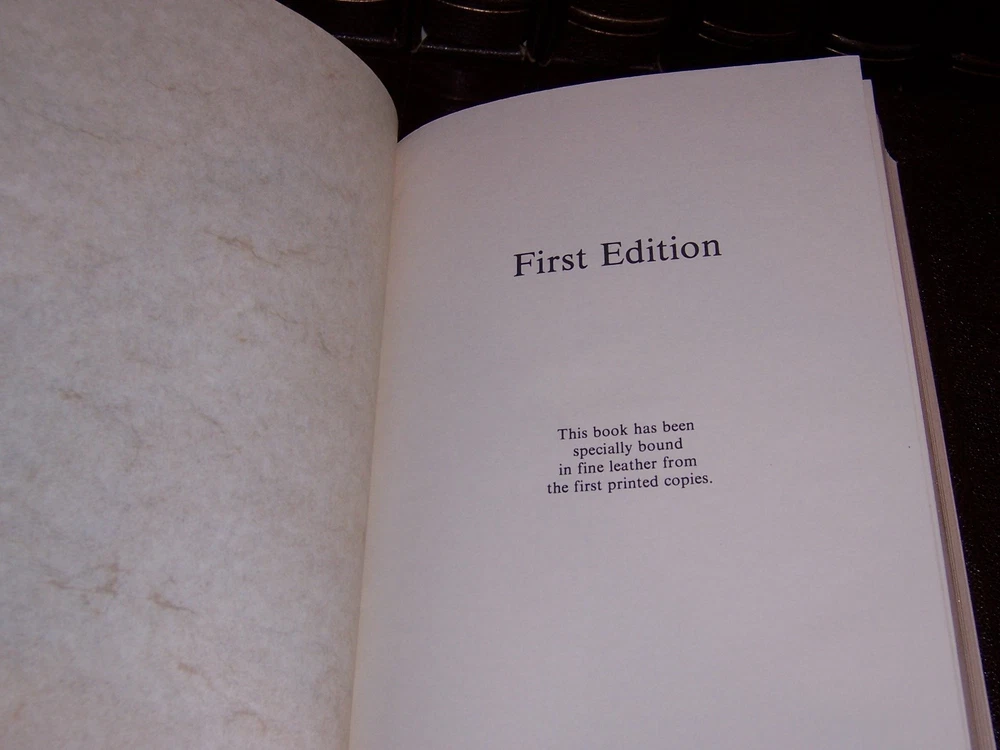 First Edition
This book has been
specially bound
in fine leather from
the first printed copies.